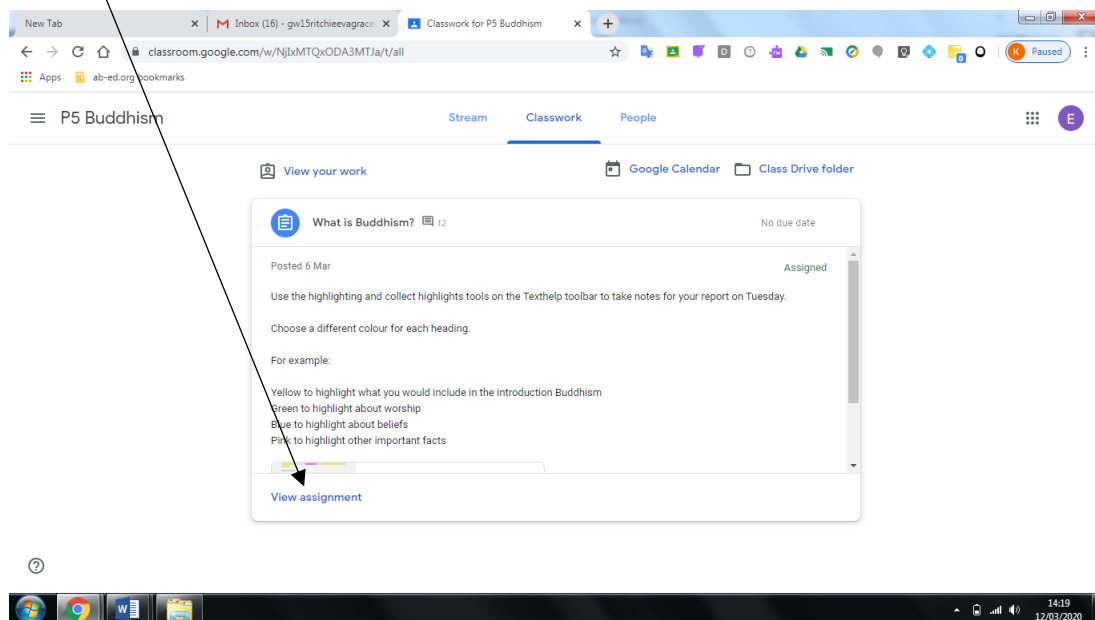 New Tab
Inbox (16) - gw15ritchieevagrace
Classwork for P5 Buddhism
classroom.google.com/w/NjIxMTQxODA3MTJa/t/all
K Paused
Apps ab-ed.org bookmarks
P5 Buddhism
Stream Classwork People
E
View your work
Google Calendar Class Drive folder
What is Buddhism? 12 No due date
Posted 6 Mar Assigned
Use the highlighting and collect highlights tools on the Texthelp toolbar to take notes for your report on Tuesday.
Choose a different colour for each heading.
For example:
Yellow to highlight what you would include in the introduction Buddhism
Green to highlight about worship
Blue to highlight about beliefs
Pink to highlight other important facts
View assignment
14:19
12/03/2020